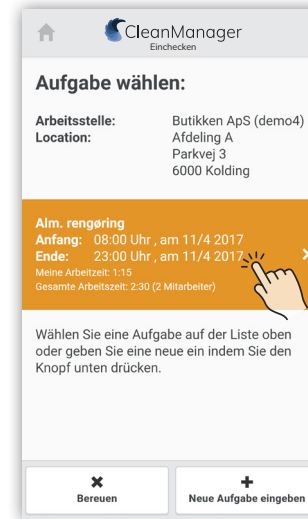 CleanManager
Einchecken
Aufgabe wählen:
Arbeitsstelle: Butikken ApS (demo4)
Location: Afdeling A
Parkvej 3
6000 Kolding
Alm. rengøring
Anfang: 08:00 Uhr , am 11/4 2017
Ende: 23:00 Uhr , am 11/4 2017
Meine Arbeitzeit: 1:15
Gesamte Arbeitszeit: 2:30 (2 Mitarbeiter)
Wählen Sie eine Aufgabe auf der Liste oben
oder geben Sie eine neue ein indem Sie den
Knopf unten drücken.
Bereuen
Neue Aufgabe eingeben